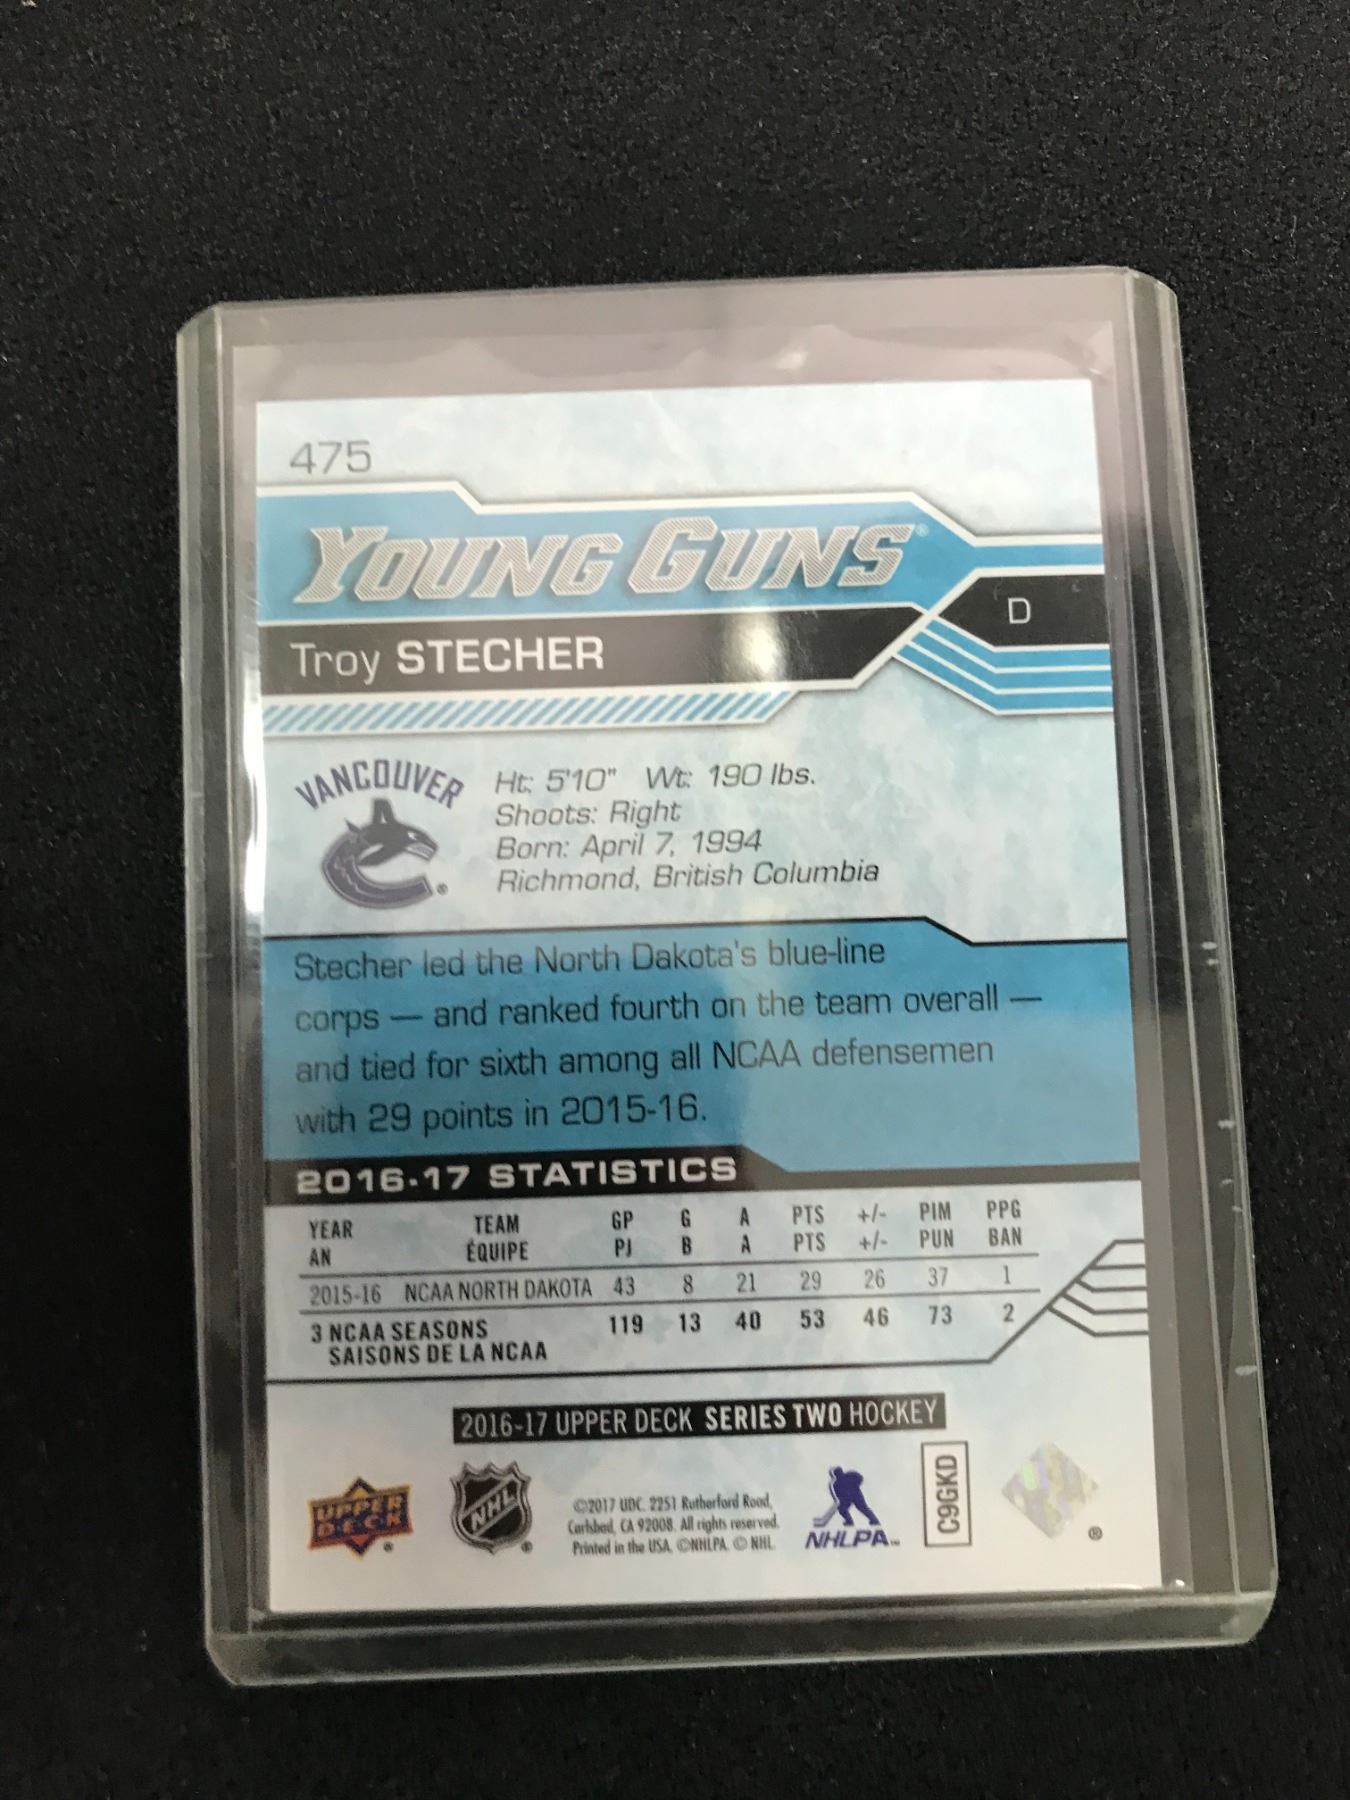 475
YOUNG GUNS®
D
Troy STECHER
VANCOUVER
®
Ht: 5'10" Wt: 190 lbs.
Shoots: Right
Born: April 7, 1994
Richmond, British Columbia
Stecher led the North Dakota's blue-line
corps — and ranked fourth on the team overall —
and tied for sixth among all NCAA defensemen
with 29 points in 2015-16.
2016-17 STATISTICS
YEAR TEAM GP G A PTS +/- PIM PPG
AN ÉQUIPE PJ B A PTS +/- PUN BAN
2015-16 NCAA NORTH DAKOTA 43 8 21 29 26 37 1
3 NCAA SEASONS 119 13 40 53 46 73 2
SAISONS DE LA NCAA
2016-17 UPPER DECK SERIES TWO HOCKEY
UPPER DECK®
NHL®
©2017 UDC. 2251 Rutherford Road,
Carlsbad, CA 92008. All rights reserved.
Printed in the USA. ©NHLPA. © NHL.
NHLPA™
C9GKD
®